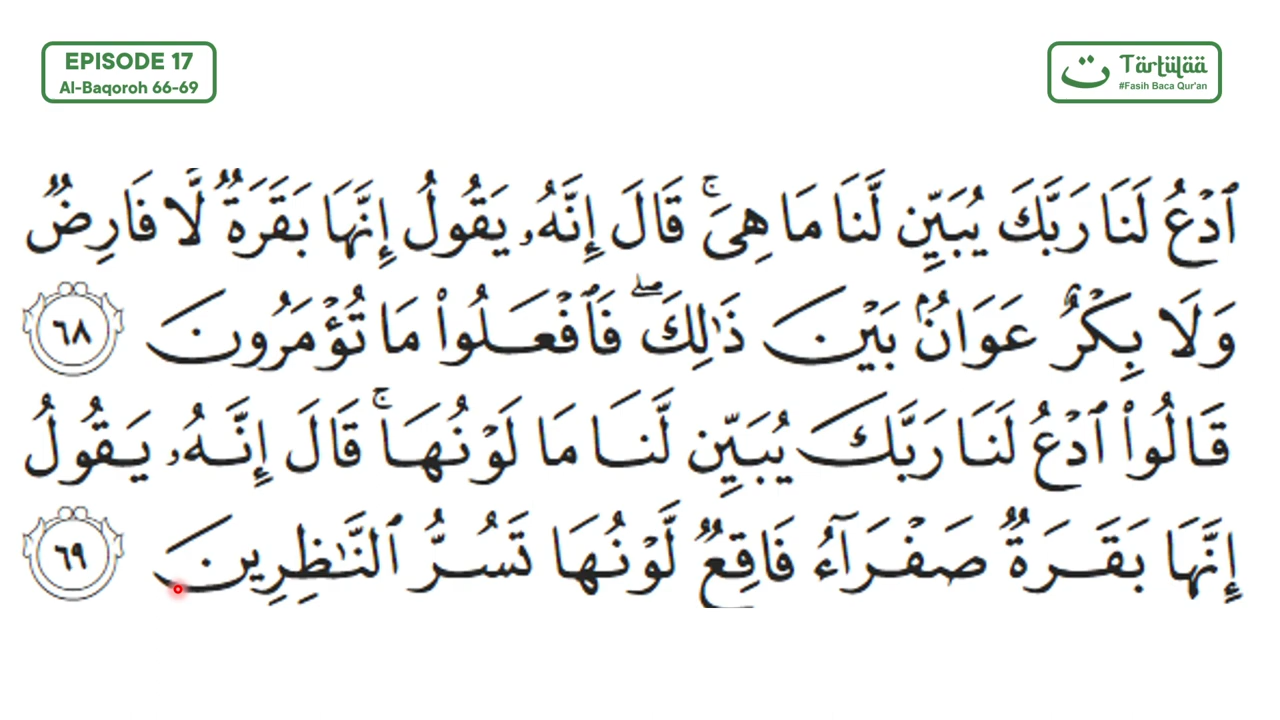 EPISODE 17
Al-Baqoroh 66-69
ت Tartiilaa
#Fasih Baca Qur'an
ٱدْعُ لَنَا رَبَّكَ يُبَيِّن لَّنَا مَا هِىَ ۚ قَالَ إِنَّهُۥ يَقُولُ إِنَّهَا بَقَرَةٌ لَّا فَارِضٌ
وَلَا بِكْرٌ عَوَانٌۢ بَيْنَ ذَٰلِكَ ۖ فَٱفْعَلُوا۟ مَا تُؤْمَرُونَ ٦٨
قَالُوا۟ ٱدْعُ لَنَا رَبَّكَ يُبَيِّن لَّنَا مَا لَوْنُهَا ۚ قَالَ إِنَّهُۥ يَقُولُ
إِنَّهَا بَقَرَةٌ صَفْرَآءُ فَاقِعٌ لَّوْنُهَا تَسُرُّ ٱلنَّـٰظِرِينَ ٦٩